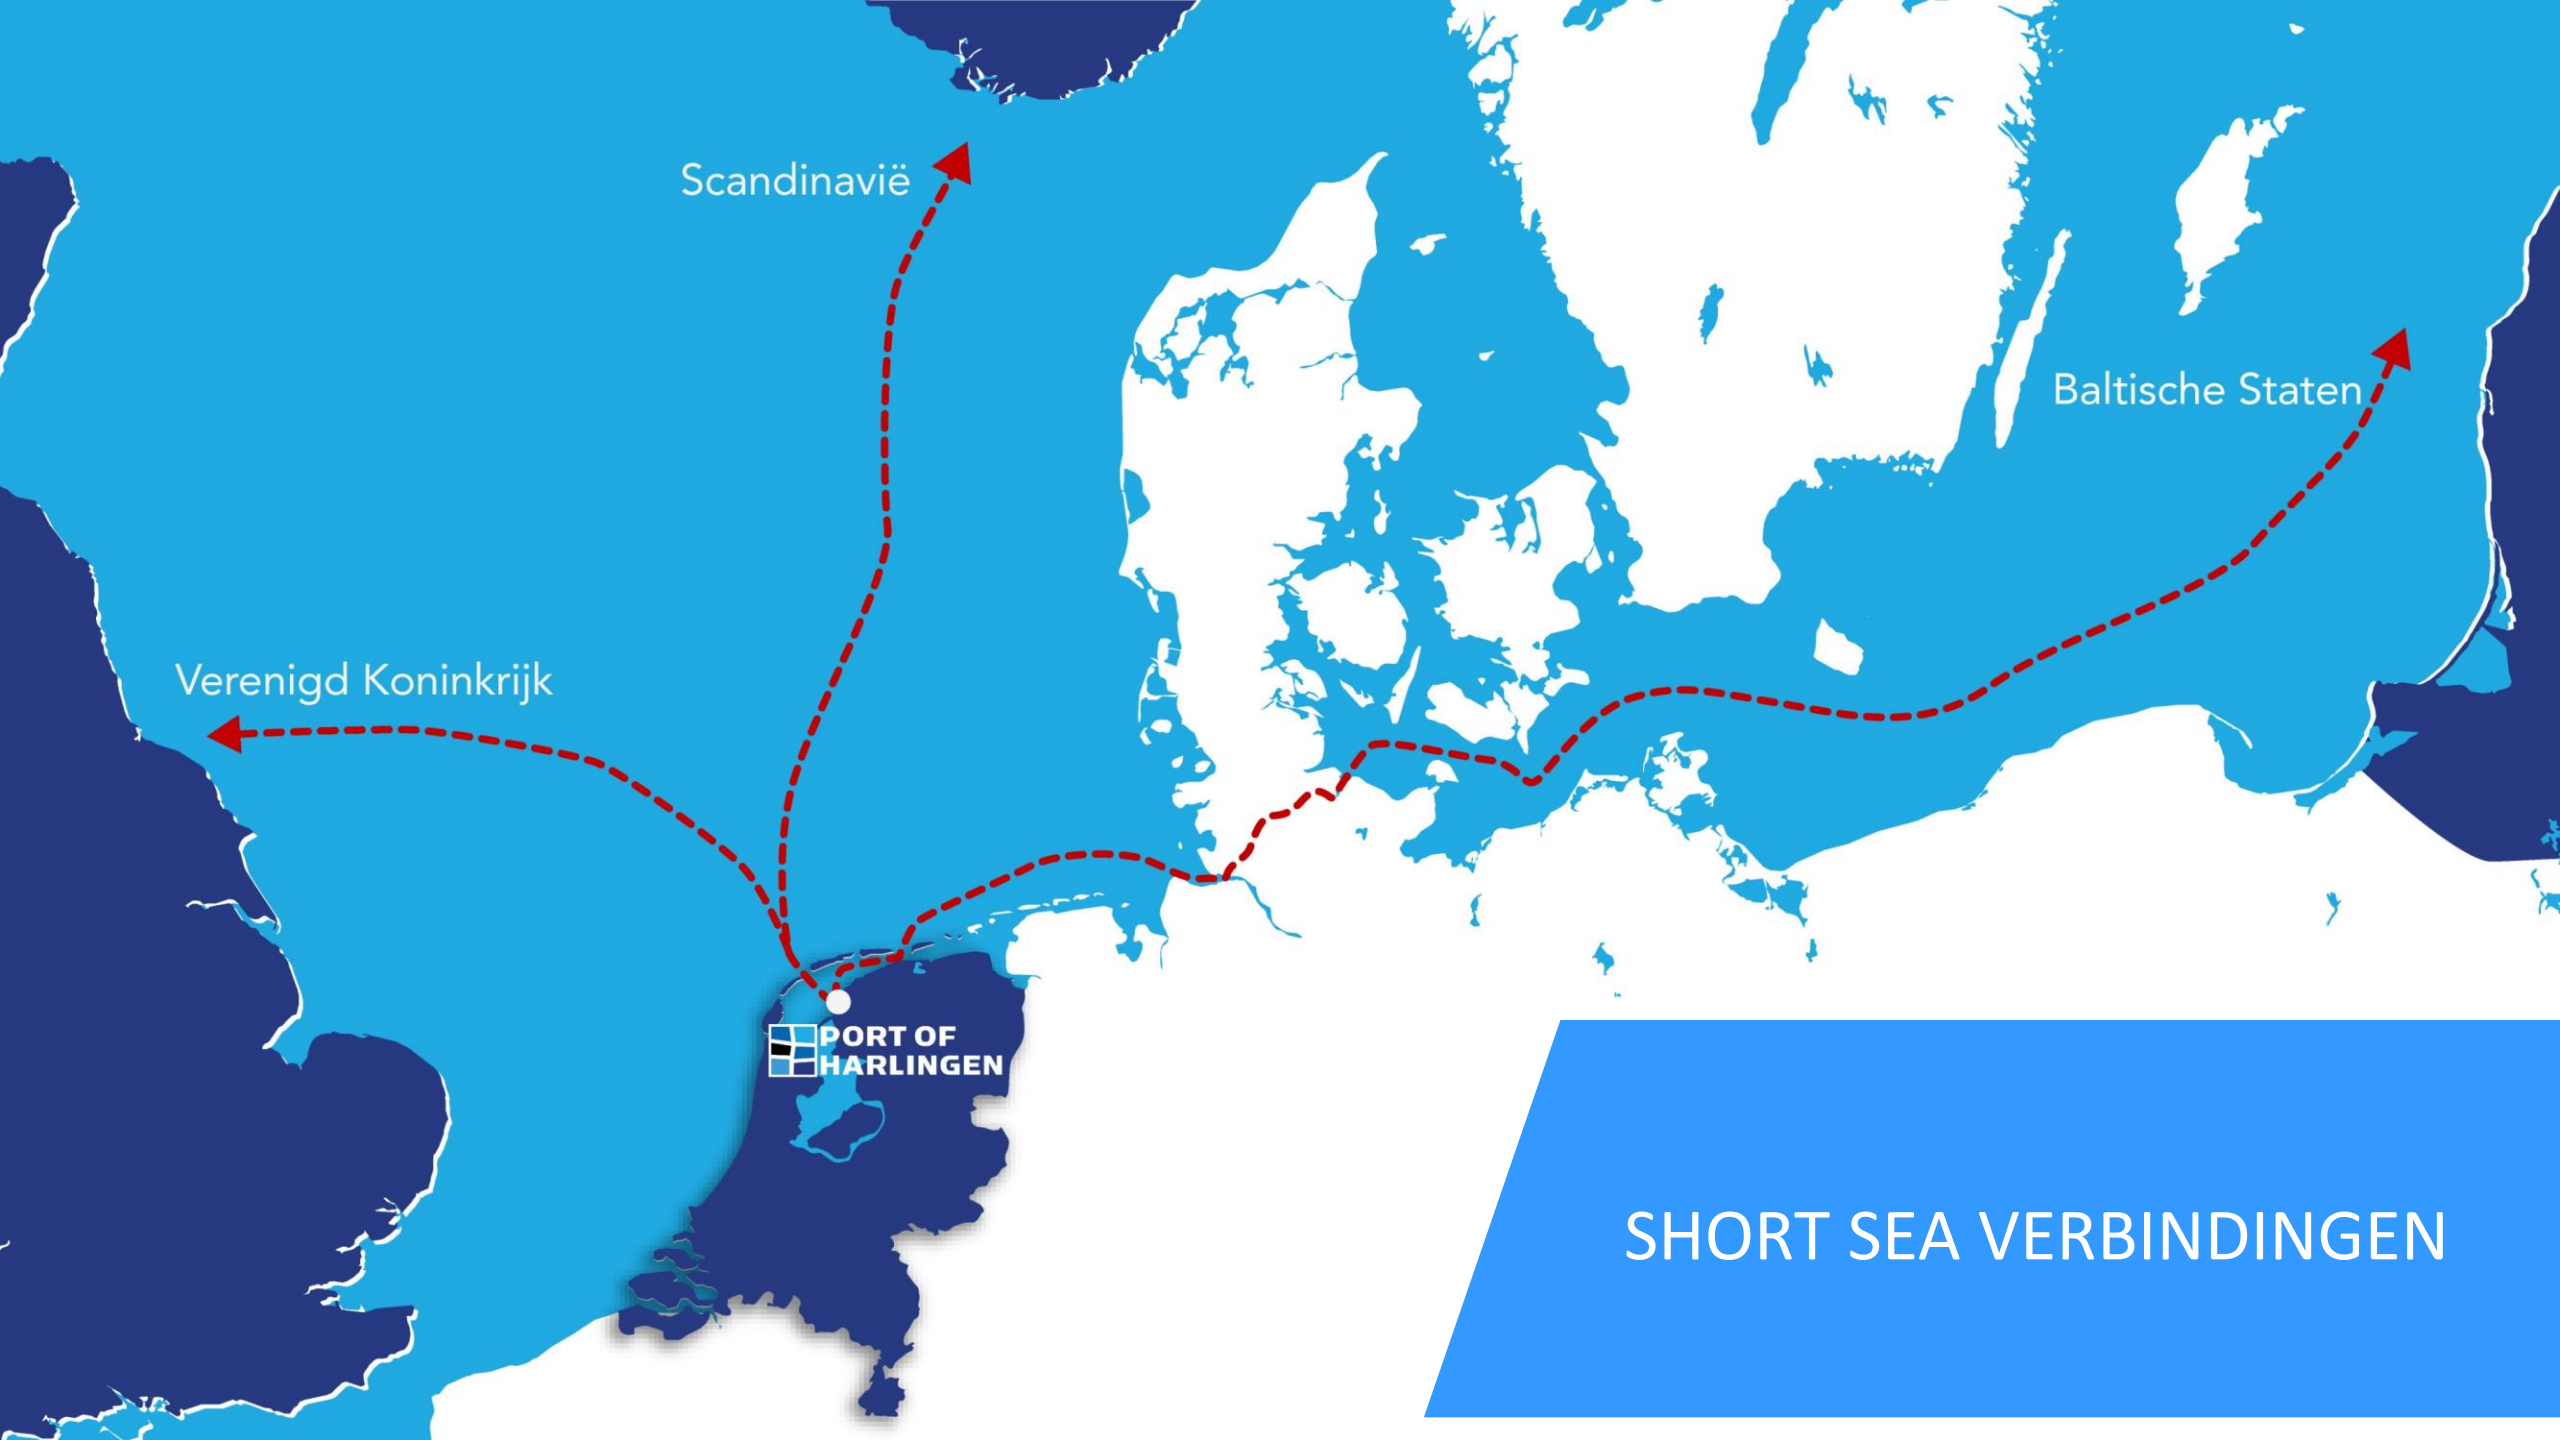 Scandinavië
Baltische Staten
Verenigd Koninkrijk
PORT OF
HARLINGEN
SHORT SEA VERBINDINGEN